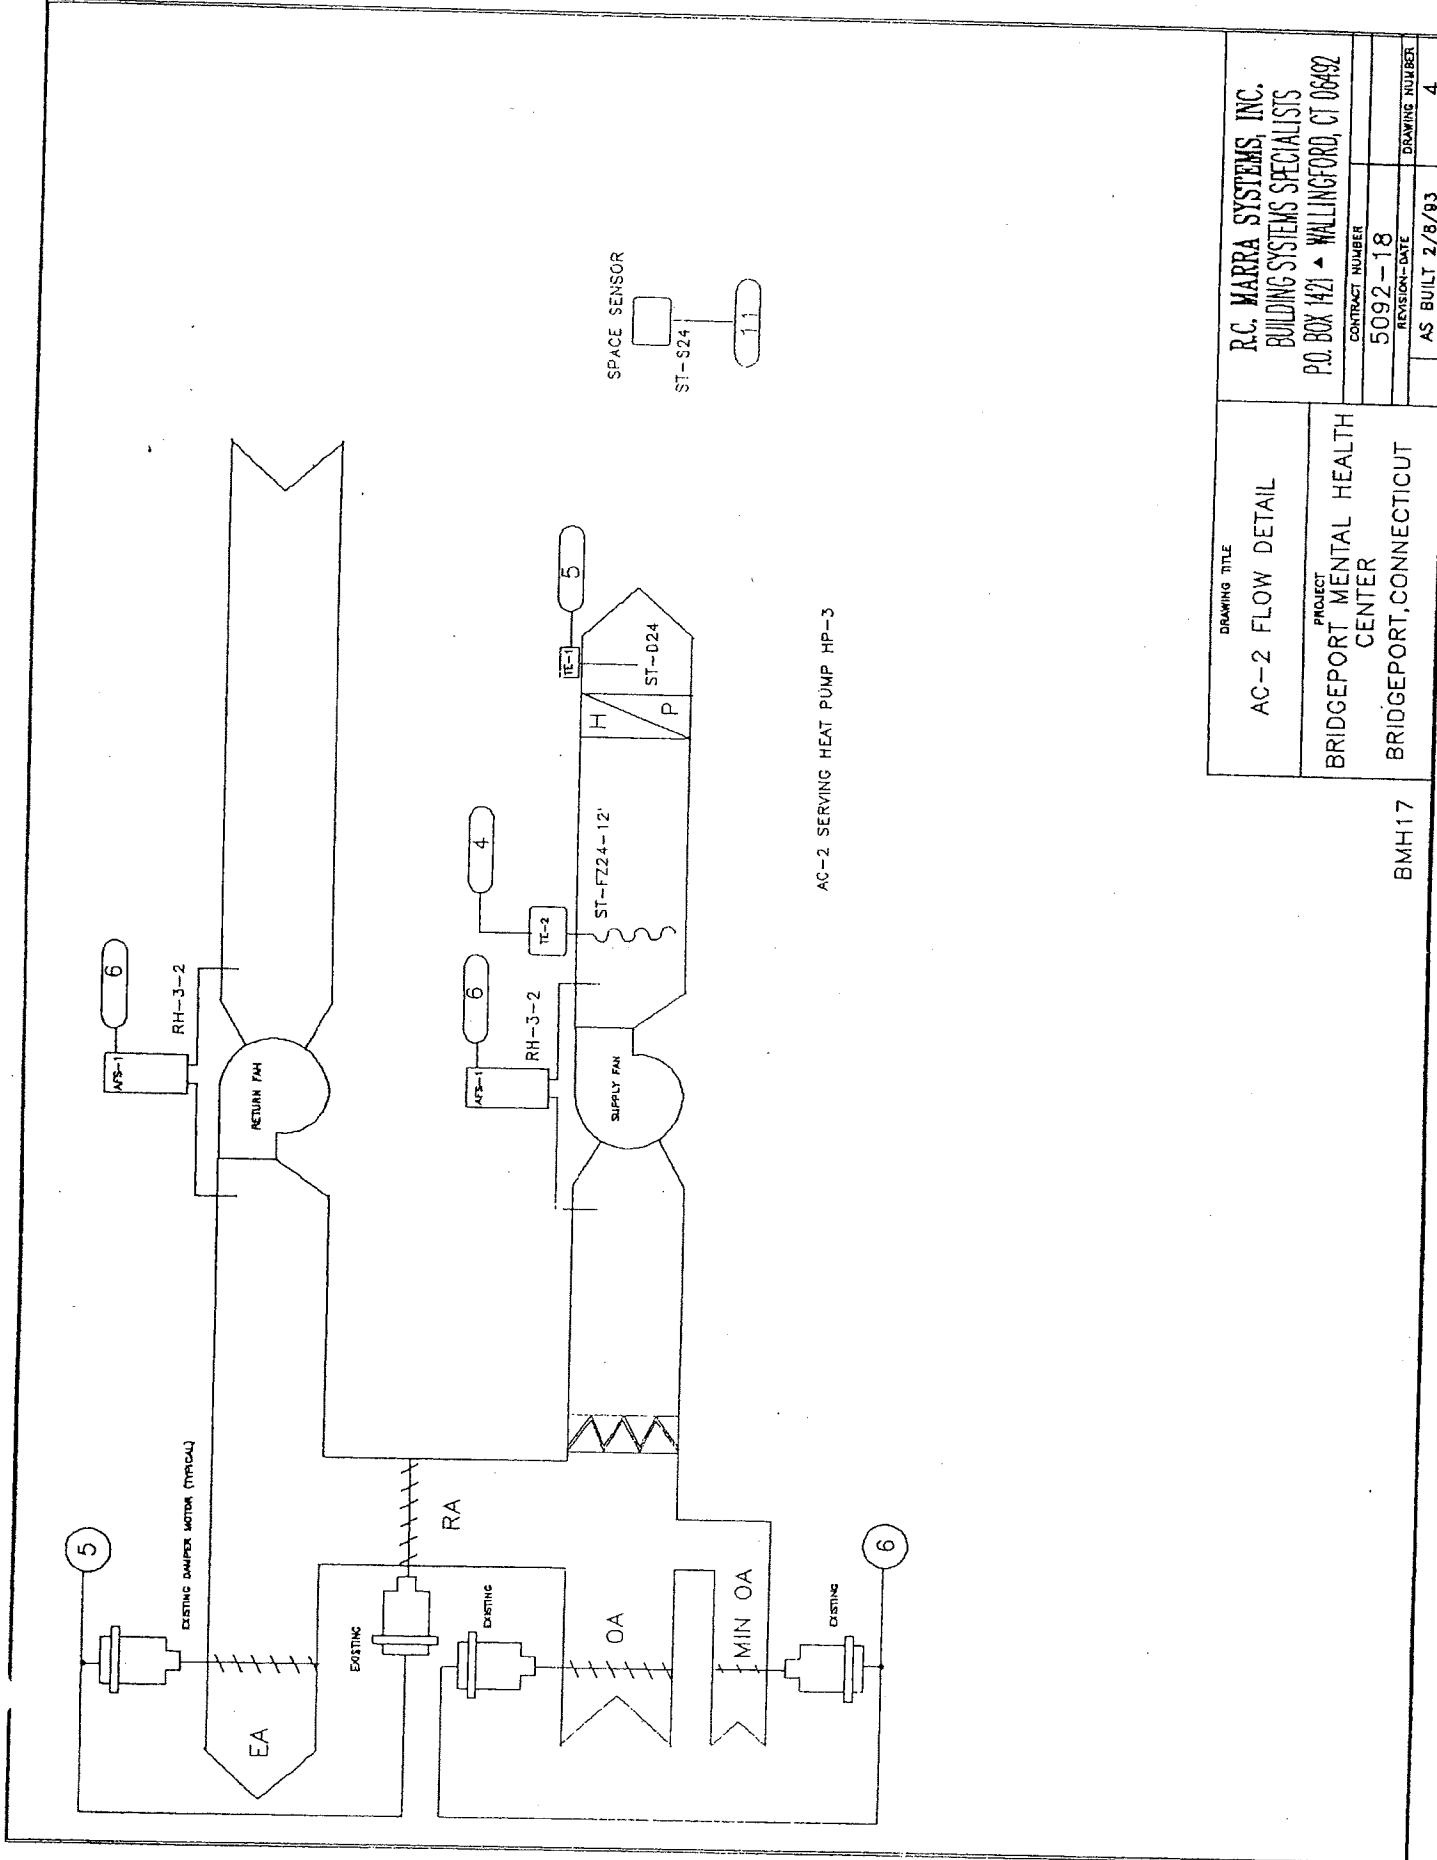 5
EXISTING DAMPER MOTOR (TYPICAL)
EA
EXISTING
RA
EXISTING
OA
MIN OA
EXISTING
6
6
AFS-1
RH-3-2
RETURN FAN
6
AFS-1
RH-3-2
SUPPLY FAN
4
TE-2
ST-FZ24-12'
5
TE-1
ST-D24
H
P
SPACE SENSOR
ST-S24
11
AC-2 SERVING HEAT PUMP HP-3
BMH17
DRAWING TITLE
AC-2 FLOW DETAIL
PROJECT
BRIDGEPORT MENTAL HEALTH
CENTER
BRIDGEPORT, CONNECTICUT
R.C. MARRA SYSTEMS, INC.
BUILDING SYSTEMS SPECIALISTS
P.O. BOX 1421 ▲ WALLINGFORD, CT 06492
CONTRACT NUMBER
5092-18
REVISION-DATE
DRAWING NUMBER
AS BUILT 2/8/93
4